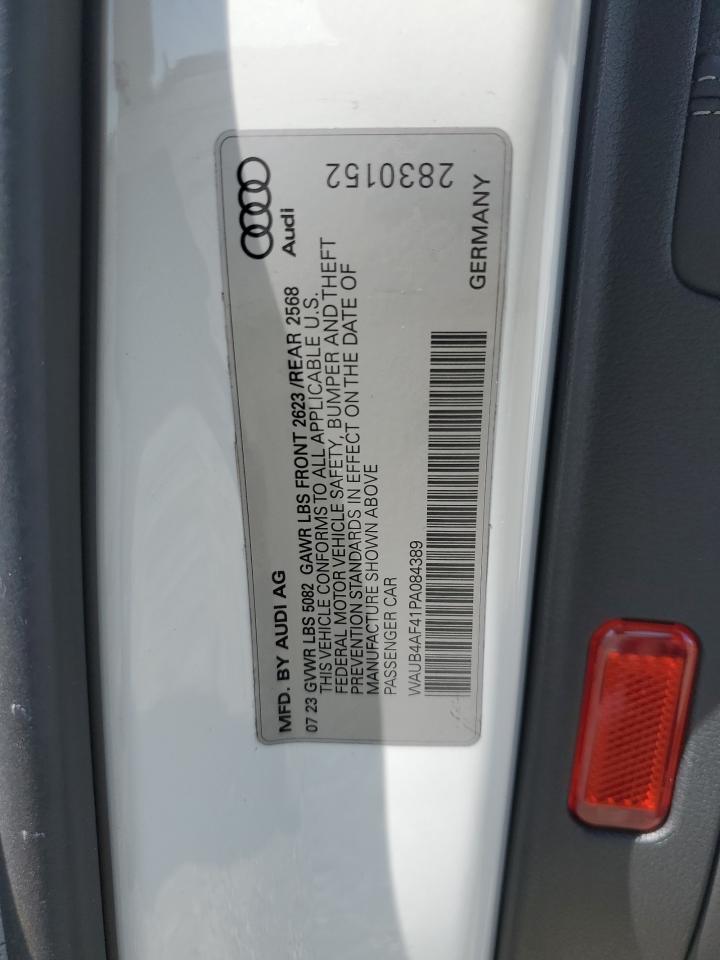 MFD. BY AUDI AG
Audi
07 23 GVWR LBS 5082 GAWR LBS FRONT 2623 /REAR 2568
THIS VEHICLE CONFORMS TO ALL APPLICABLE U.S.
FEDERAL MOTOR VEHICLE SAFETY, BUMPER AND THEFT
PREVENTION STANDARDS IN EFFECT ON THE DATE OF
MANUFACTURE SHOWN ABOVE
PASSENGER CAR
WAUB4AF41PA084389
GERMANY
2830152